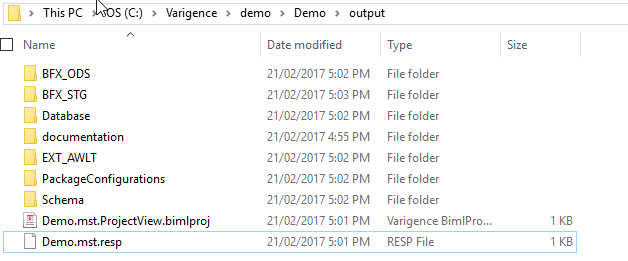 This PC > OS (C:) > Varigence > demo > Demo > output
Name Date modified Type Size
BFX_ODS 21/02/2017 5:02 PM File folder
BFX_STG 21/02/2017 5:03 PM File folder
Database 21/02/2017 5:02 PM File folder
documentation 21/02/2017 4:55 PM File folder
EXT_AWLT 21/02/2017 5:02 PM File folder
PackageConfigurations 21/02/2017 5:02 PM File folder
Schema 21/02/2017 5:02 PM File folder
Demo.mst.ProjectView.bimlproj 21/02/2017 5:01 PM Varigence BimlPro... 1 KB
Demo.mst.resp 21/02/2017 5:01 PM RESP File 1 KB